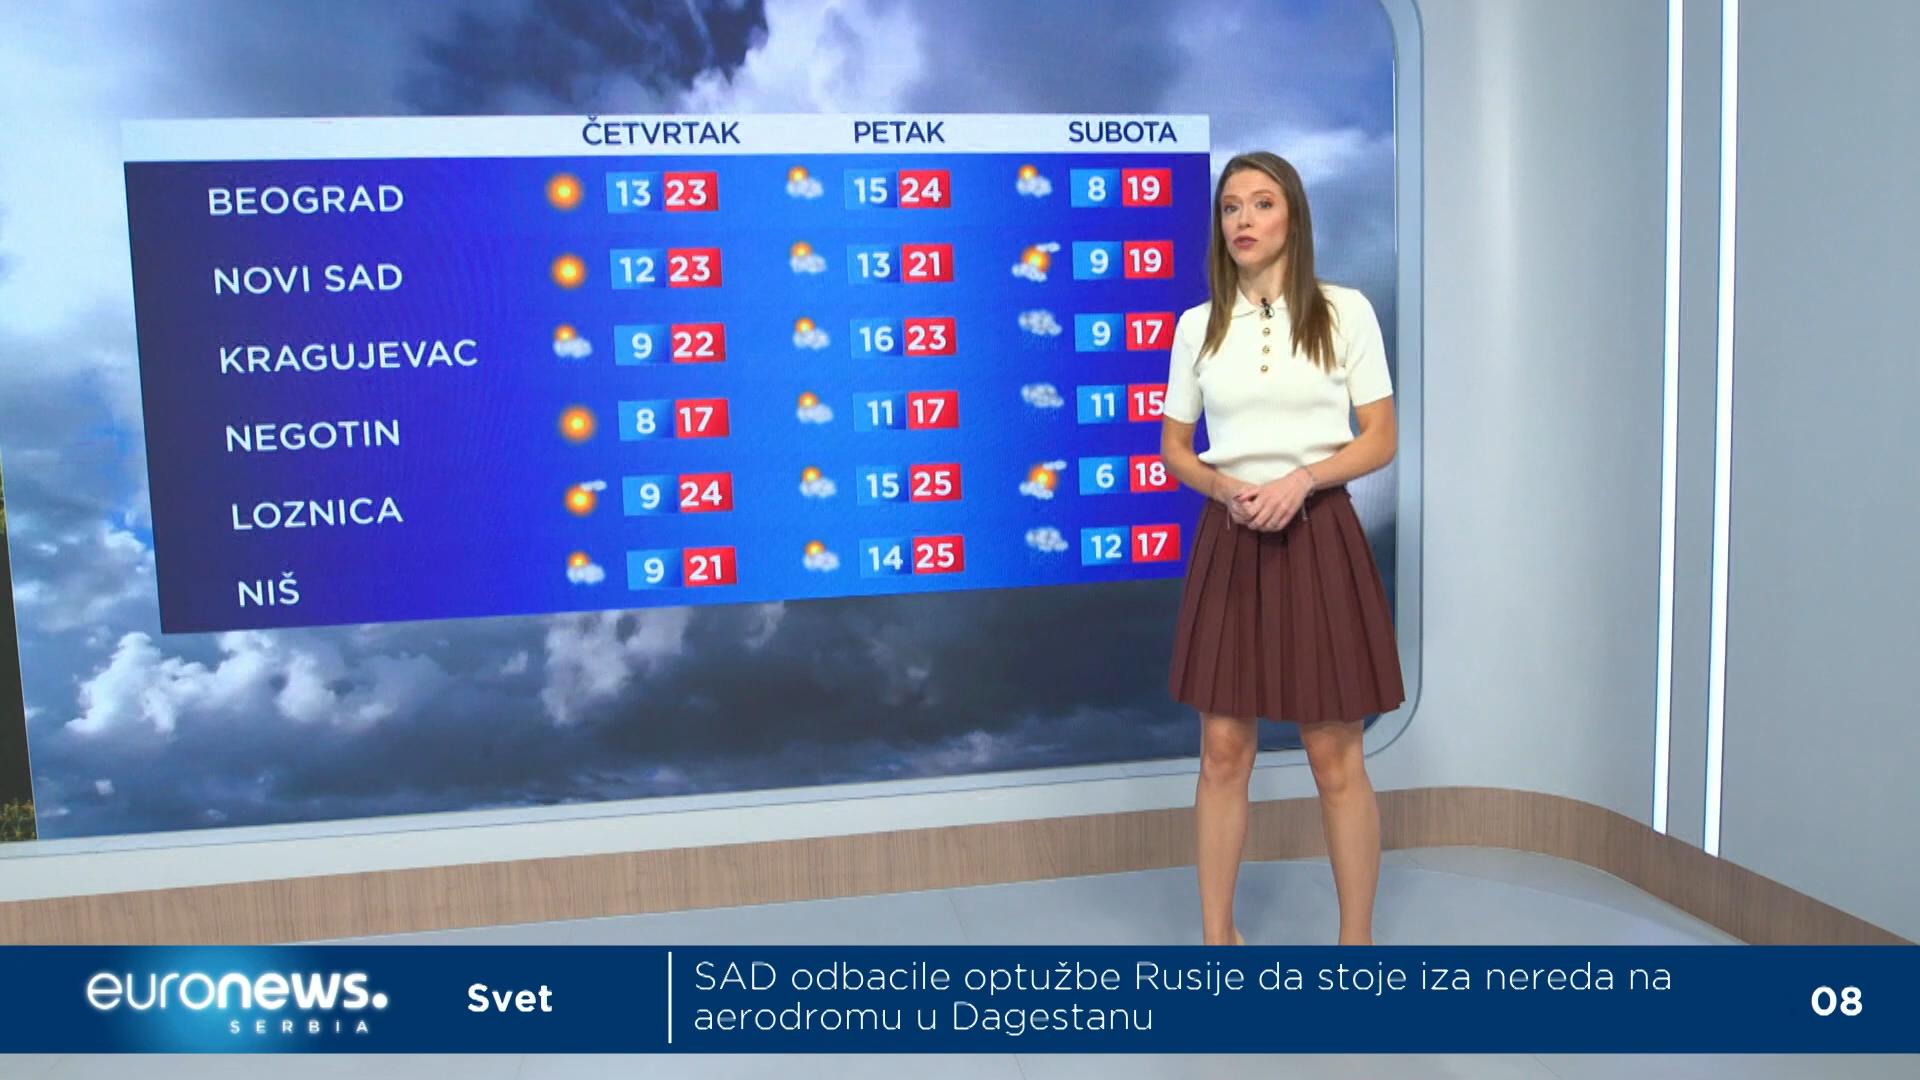 ČETVRTAK PETAK SUBOTA
BEOGRAD 13 23 15 24 8 19
NOVI SAD 12 23 13 21 9 19
KRAGUJEVAC 9 22 16 23 9 17
NEGOTIN 8 17 11 17 11 15
LOZNICA 9 24 15 25 6 18
NIŠ 9 21 14 25 12 17
euronews.
SERBIA
Svet
SAD odbacile optužbe Rusije da stoje iza nereda na
aerodromu u Dagestanu
08